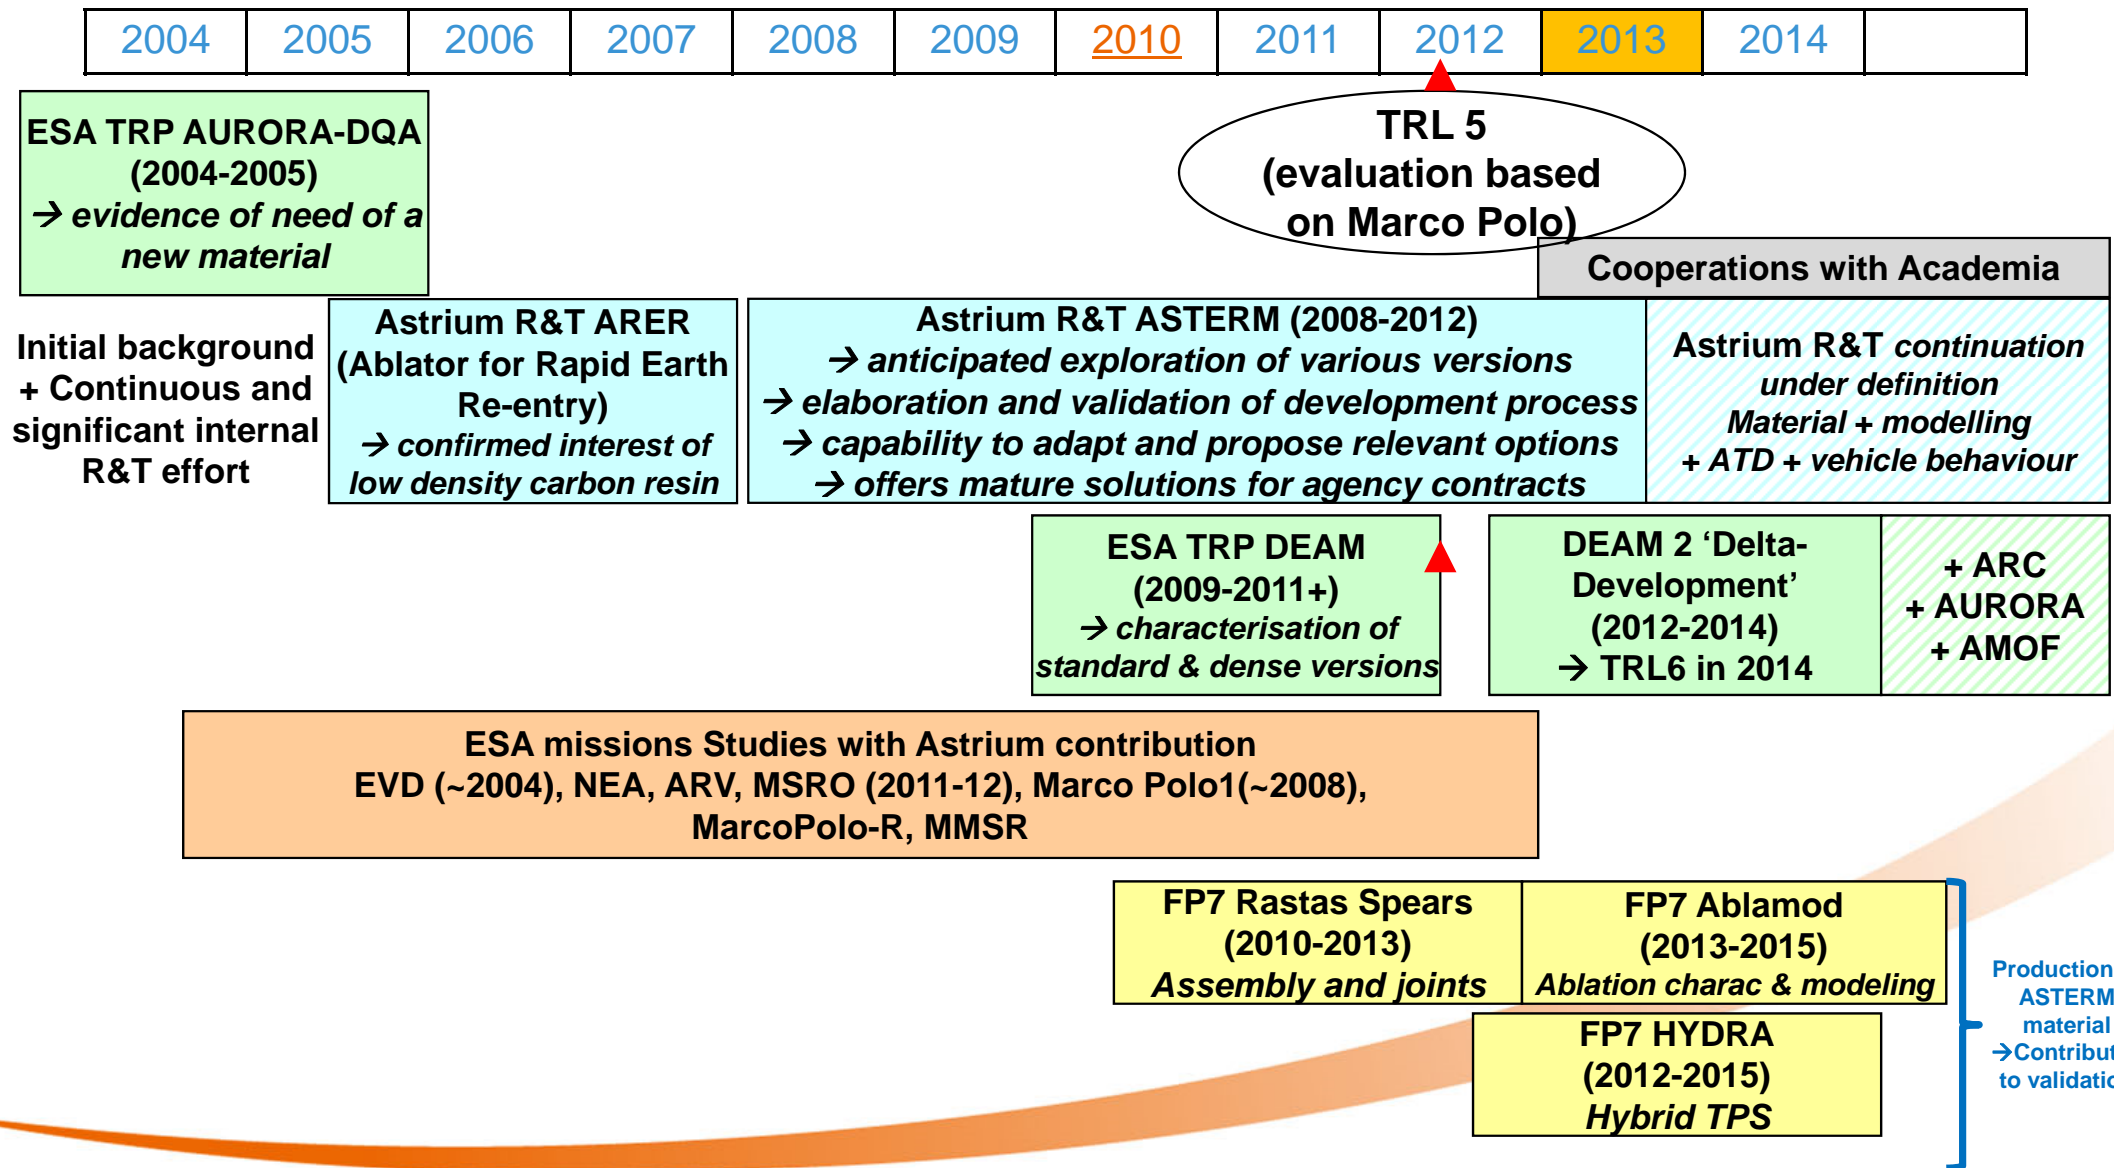 2004 2005 2006 2007 2008 2009 2010 2011 2012 2013 2014
ESA TRP AURORA-DQA
(2004-2005)
→ evidence of need of a
new material
TRL 5
(evaluation based
on Marco Polo)
Cooperations with Academia
Initial background
+ Continuous and
significant internal
R&T effort
Astrium R&T ARER
(Ablator for Rapid Earth
Re-entry)
→ confirmed interest of
low density carbon resin
Astrium R&T ASTERM (2008-2012)
→ anticipated exploration of various versions
→ elaboration and validation of development process
→ capability to adapt and propose relevant options
→ offers mature solutions for agency contracts
Astrium R&T continuation
under definition
Material + modelling
+ ATD + vehicle behaviour
ESA TRP DEAM
(2009-2011+)
→ characterisation of
standard & dense versions
DEAM 2 ‘Delta-
Development’
(2012-2014)
→ TRL6 in 2014
+ ARC
+ AURORA
+ AMOF
ESA missions Studies with Astrium contribution
EVD (~2004), NEA, ARV, MSRO (2011-12), Marco Polo1(~2008),
MarcoPolo-R, MMSR
FP7 Rastas Spears
(2010-2013)
Assembly and joints
FP7 Ablamod
(2013-2015)
Ablation charac & modeling
FP7 HYDRA
(2012-2015)
Hybrid TPS
Production
ASTERM
material
→Contribut
to validatio